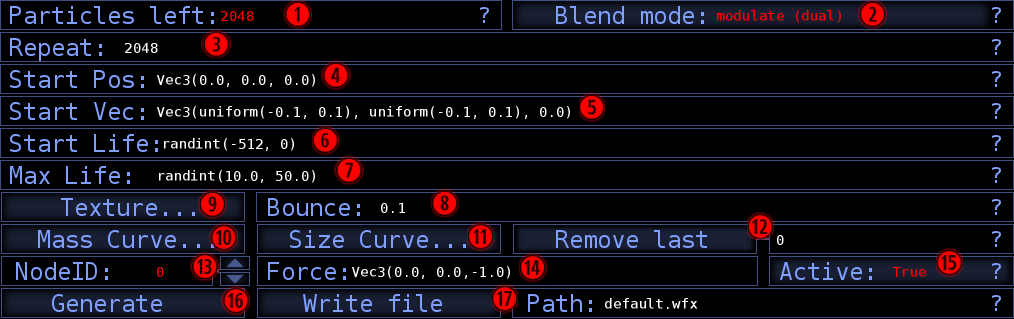 Particles left: 2048 1 ? Blend mode: modulate (dual) 2 ?
Repeat: 2048 3 ?
Start Pos: Vec3(0.0, 0.0, 0.0) 4 ?
Start Vec: Vec3(uniform(-0.1, 0.1), uniform(-0.1, 0.1), 0.0) 5 ?
Start Life: randint(-512, 0) 6 ?
Max Life: randint(10.0, 50.0) 7 ?
Texture... 9 Bounce: 0.1 8 ?
Mass Curve... 10 Size Curve... 11 Remove last 12 0 ?
NodeID: 0 13 Force: Vec3(0.0, 0.0,-1.0) 14 Active: True 15 ?
Generate 16 Write file 17 Path: default.wfx ?